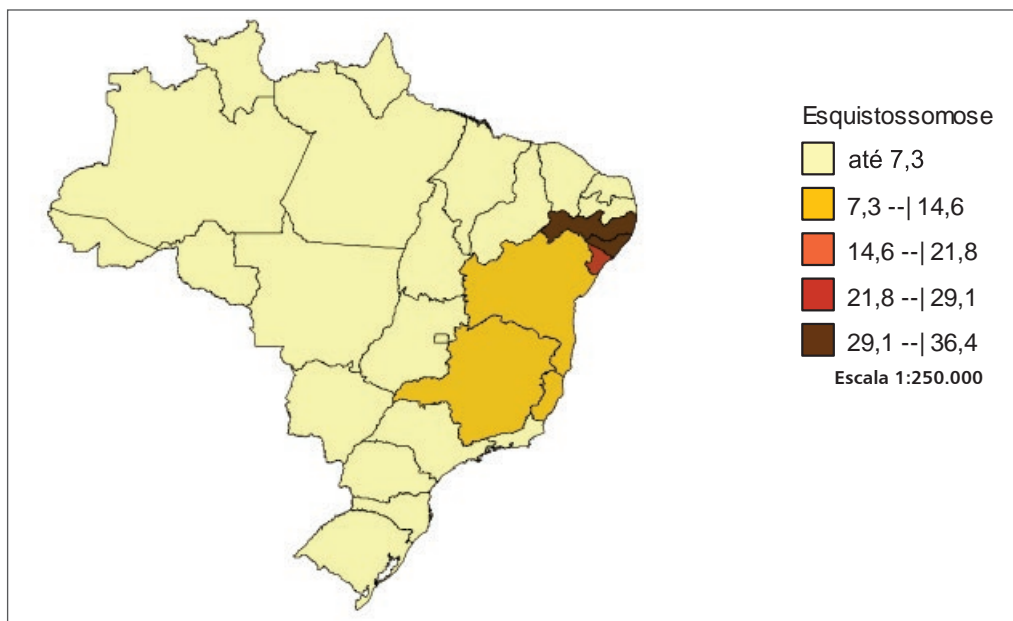 Esquistossomose
até 7,3
7,3 --| 14,6
14,6 --| 21,8
21,8 --| 29,1
29,1 --| 36,4
Escala 1:250.000